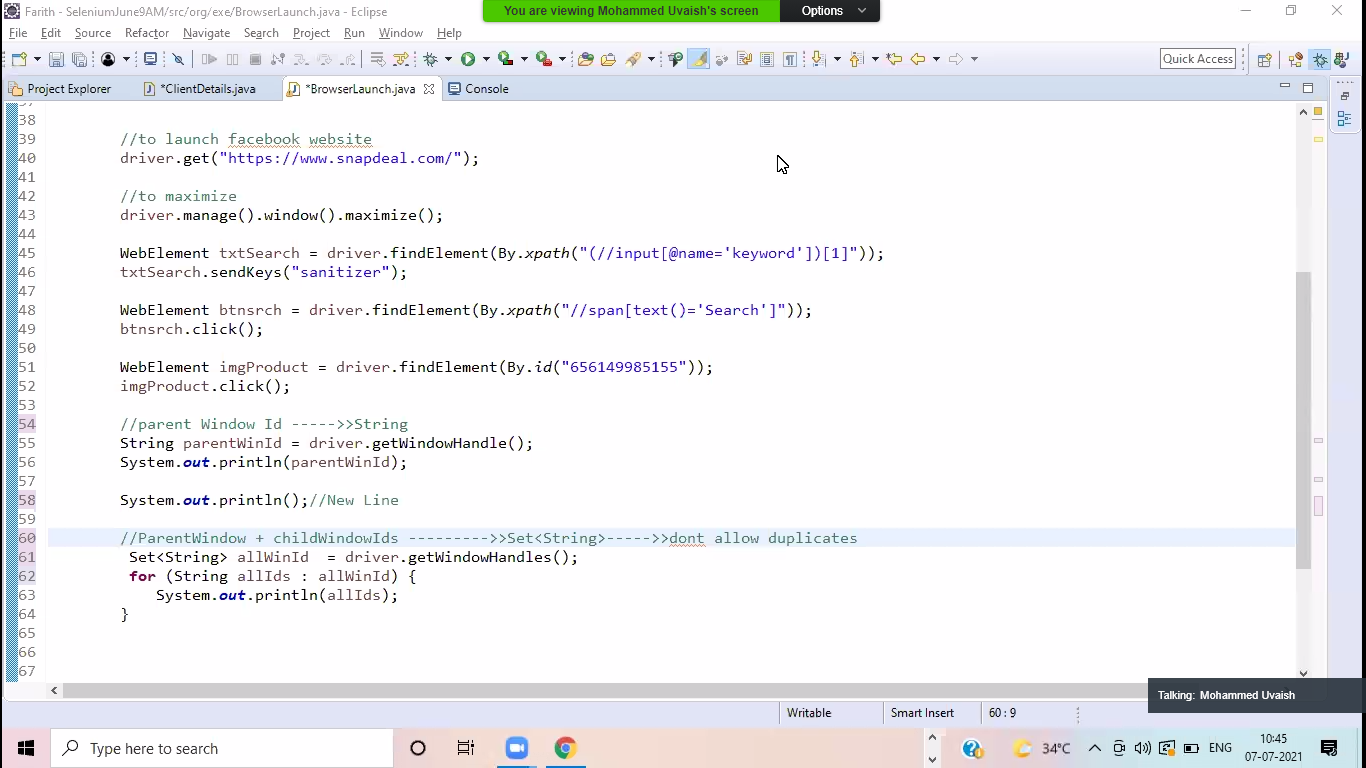 Farith - SeleniumJune9AM/src/org/exe/BrowserLaunch.java - Eclipse
You are viewing Mohammed Uvaish's screen
Options
File Edit Source Refactor Navigate Search Project Run Window Help
Quick Access
Project Explorer *ClientDetails.java *BrowserLaunch.java Console
37
38
39 //to launch facebook website
40 driver.get("https://www.snapdeal.com/");
41
42 //to maximize
43 driver.manage().window().maximize();
44
45 WebElement txtSearch = driver.findElement(By.xpath("(//input[@name='keyword'])[1]"));
46 txtSearch.sendKeys("sanitizer");
47
48 WebElement btnsrch = driver.findElement(By.xpath("//span[text()='Search']"));
49 btnsrch.click();
50
51 WebElement imgProduct = driver.findElement(By.id("656149985155"));
52 imgProduct.click();
53
54 //parent Window Id ----->>String
55 String parentWinId = driver.getWindowHandle();
56 System.out.println(parentWinId);
57
58 System.out.println();//New Line
59
60 //ParentWindow + childWindowIds --------->>Set<String>----->>dont allow duplicates
61 Set<String> allWinId  = driver.getWindowHandles();
62 for (String allIds : allWinId) {
63 System.out.println(allIds);
64 }
65
66
67
Talking: Mohammed Uvaish
Writable Smart Insert 60 : 9
Type here to search
34°C ENG
10:45
07-07-2021